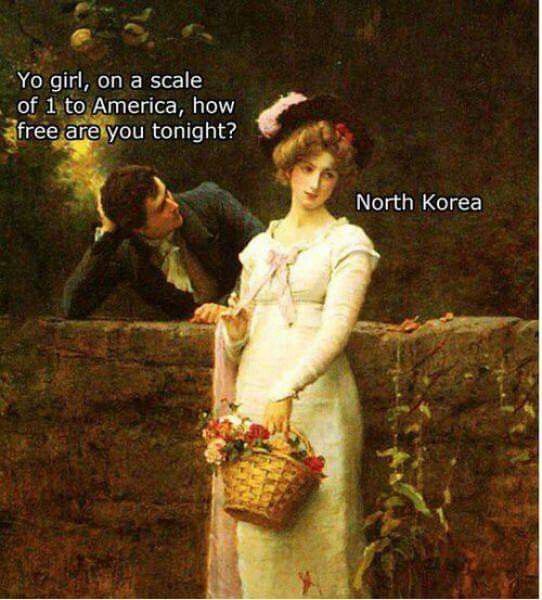 Yo girl, on a scale
of 1 to America, how
free are you tonight?
North Korea